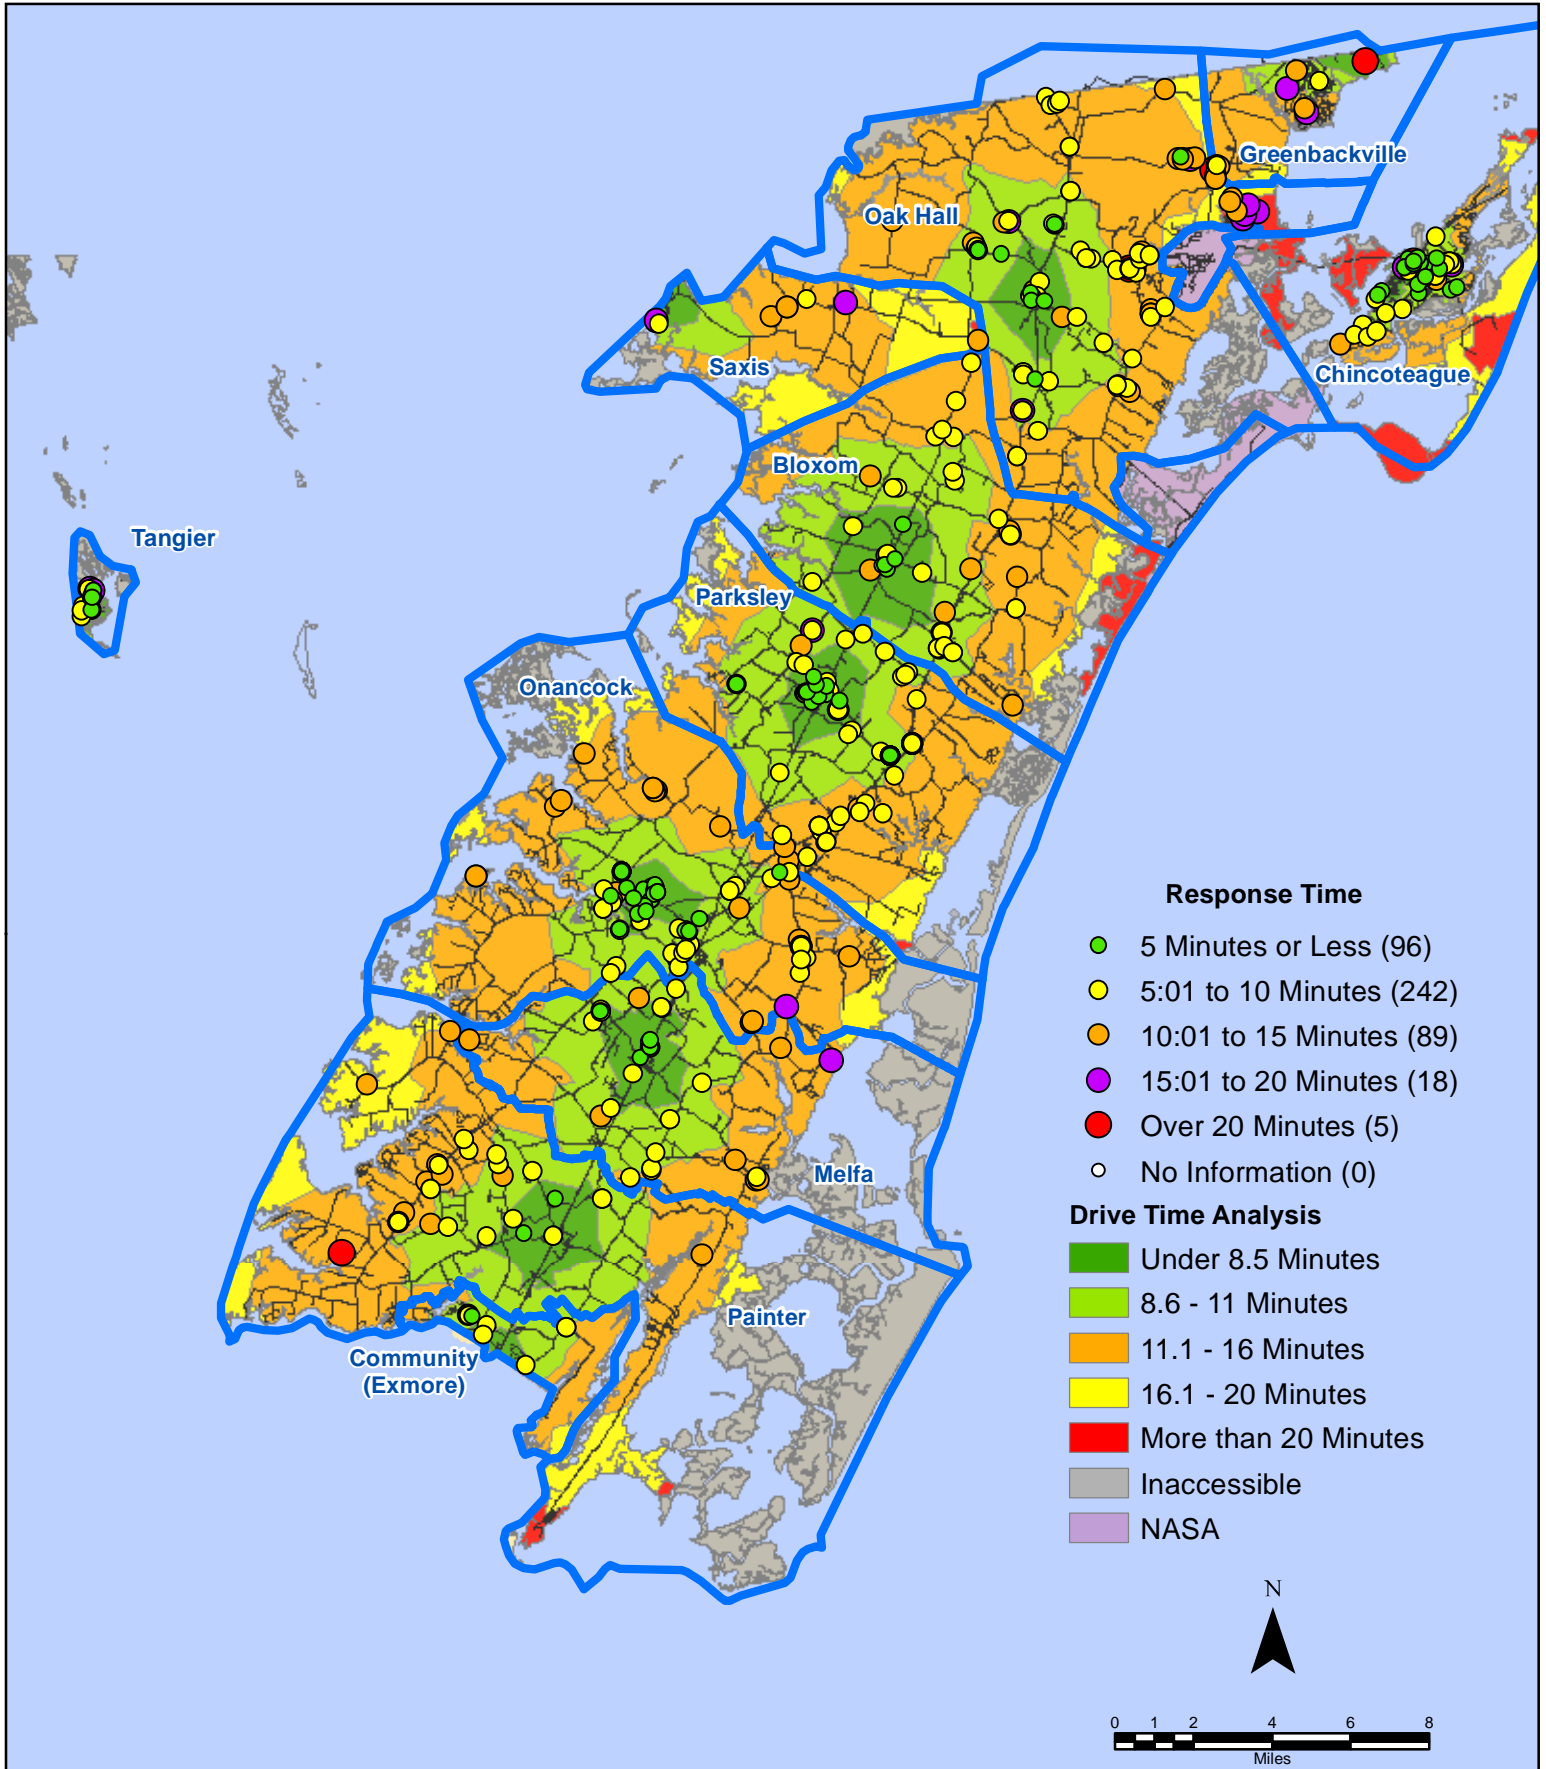 Greenbackville
Oak Hall
Chincoteague
Saxis
Bloxom
Tangier
Parksley
Onancock
Melfa
Painter
Community
(Exmore)
Response Time
5 Minutes or Less (96)
5:01 to 10 Minutes (242)
10:01 to 15 Minutes (89)
15:01 to 20 Minutes (18)
Over 20 Minutes (5)
No Information (0)
Drive Time Analysis
Under 8.5 Minutes
8.6 - 11 Minutes
11.1 - 16 Minutes
16.1 - 20 Minutes
More than 20 Minutes
Inaccessible
NASA
N
0 1 2 4 6 8
Miles